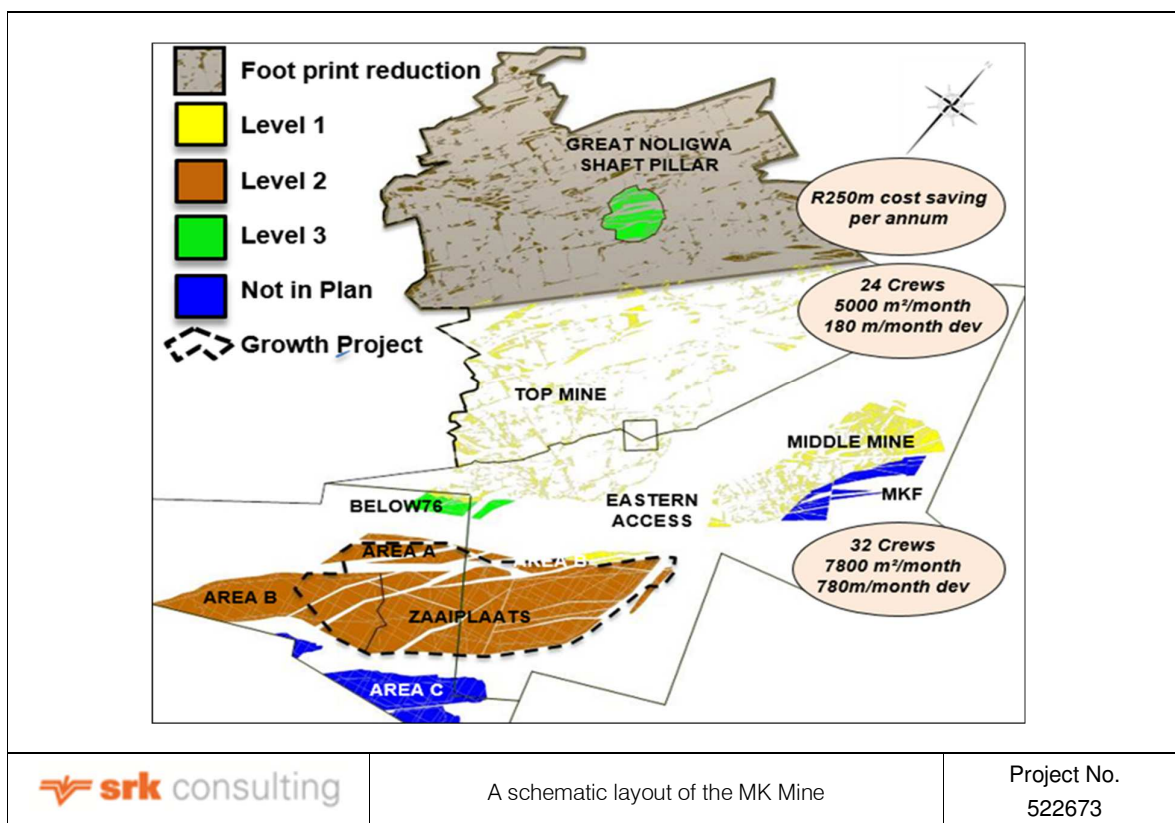 Foot print reduction
Level 1
Level 2
Level 3
Not in Plan
Growth Project
GREAT NOLIGWA
SHAFT PILLAR
R250m cost saving
per annum
24 Crews
5000 m²/month
180 m/month dev
TOP MINE
MIDDLE MINE
MKF
EASTERN
ACCESS
BELOW76
32 Crews
7800 m²/month
780m/month dev
AREA A
AREA B
AREA B
ZAAIPLAATS
AREA C
srk consulting
A schematic layout of the MK Mine
Project No.
522673